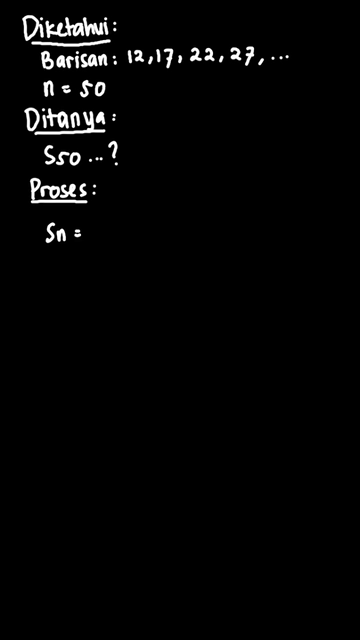 Diketahui:
Barisan: 12, 17, 22, 27, ...
n = 50
Ditanya:
S50 ... ?
Proses:
Sn =